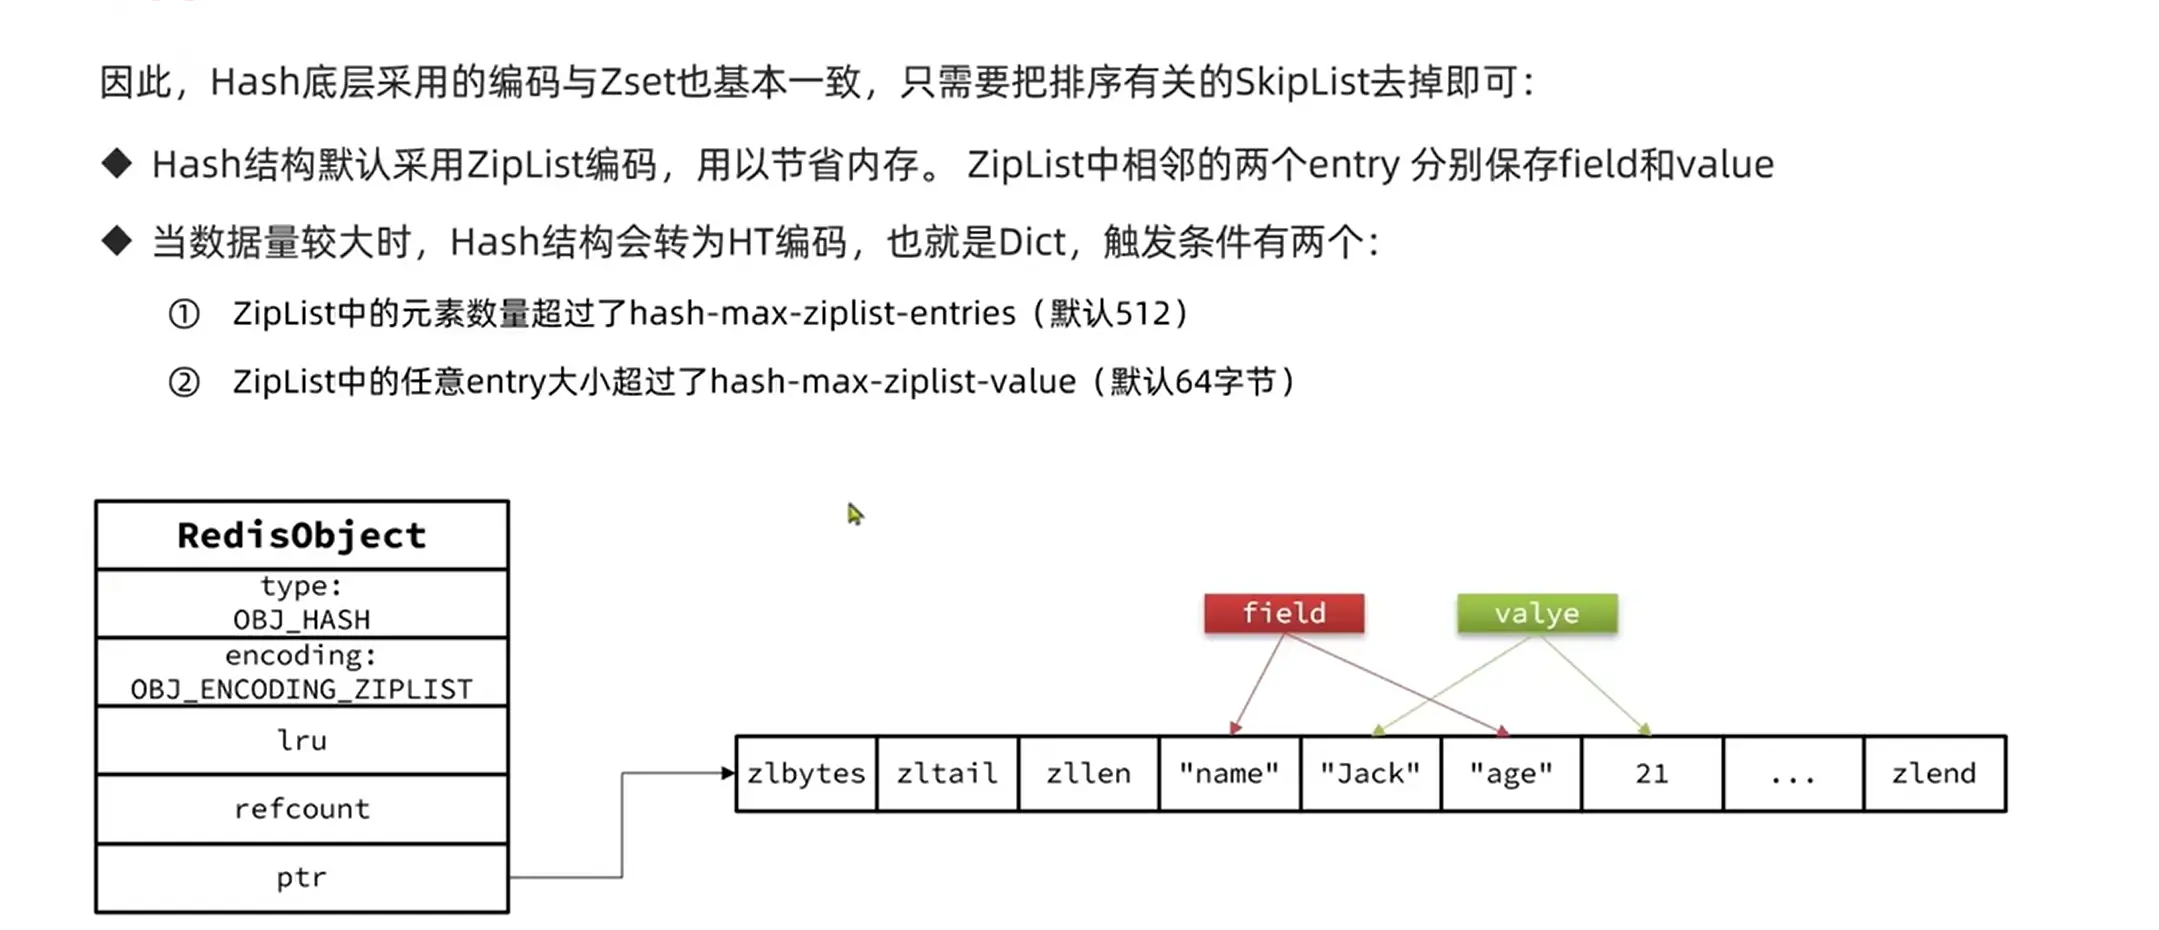 因此，Hash底层采用的编码与Zset也基本一致，只需要把排序有关的SkipList去掉即可：
◆ Hash结构默认采用ZipList编码，用以节省内存。 ZipList中相邻的两个entry 分别保存field和value
◆ 当数据量较大时，Hash结构会转为HT编码，也就是Dict，触发条件有两个：
① ZipList中的元素数量超过了hash-max-ziplist-entries（默认512）
② ZipList中的任意entry大小超过了hash-max-ziplist-value（默认64字节）
RedisObject
type:
OBJ_HASH
encoding:
OBJ_ENCODING_ZIPLIST
lru
refcount
ptr
field valye
zlbytes zltail zllen "name" "Jack" "age" 21 ... zlend